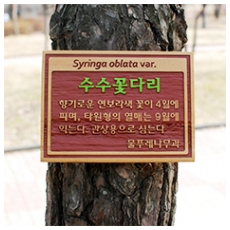 Syringa oblata var.
수수꽃다리
향기로운 연보라색 꽃이 4월에
피며, 타원형의 열매는 9월에
익는다. 관상용으로 심는다.
물푸레나무과